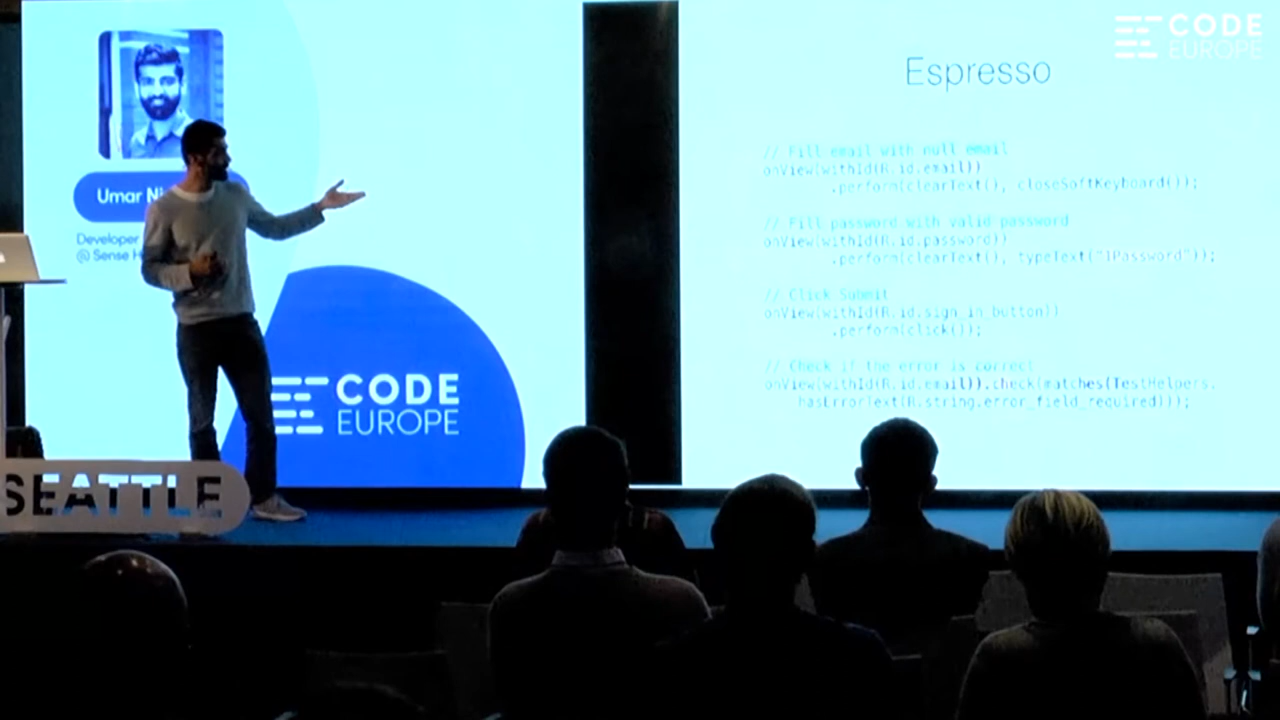 Umar Ni
Developer
@ Sense H
CODE
EUROPE
SEATTLE
CODE
EUROPE
Espresso
// Fill email with null email
onView(withId(R.id.email))
.perform(clearText(), closeSoftKeyboard());
// Fill password with valid password
onView(withId(R.id.password))
.perform(clearText(), typeText("1Password"));
// Click Submit
onView(withId(R.id.sign_in_button))
.perform(click());
// Check if the error is correct
onView(withId(R.id.email)).check(matches(TestHelpers.
hasErrorText(R.string.error_field_required)));